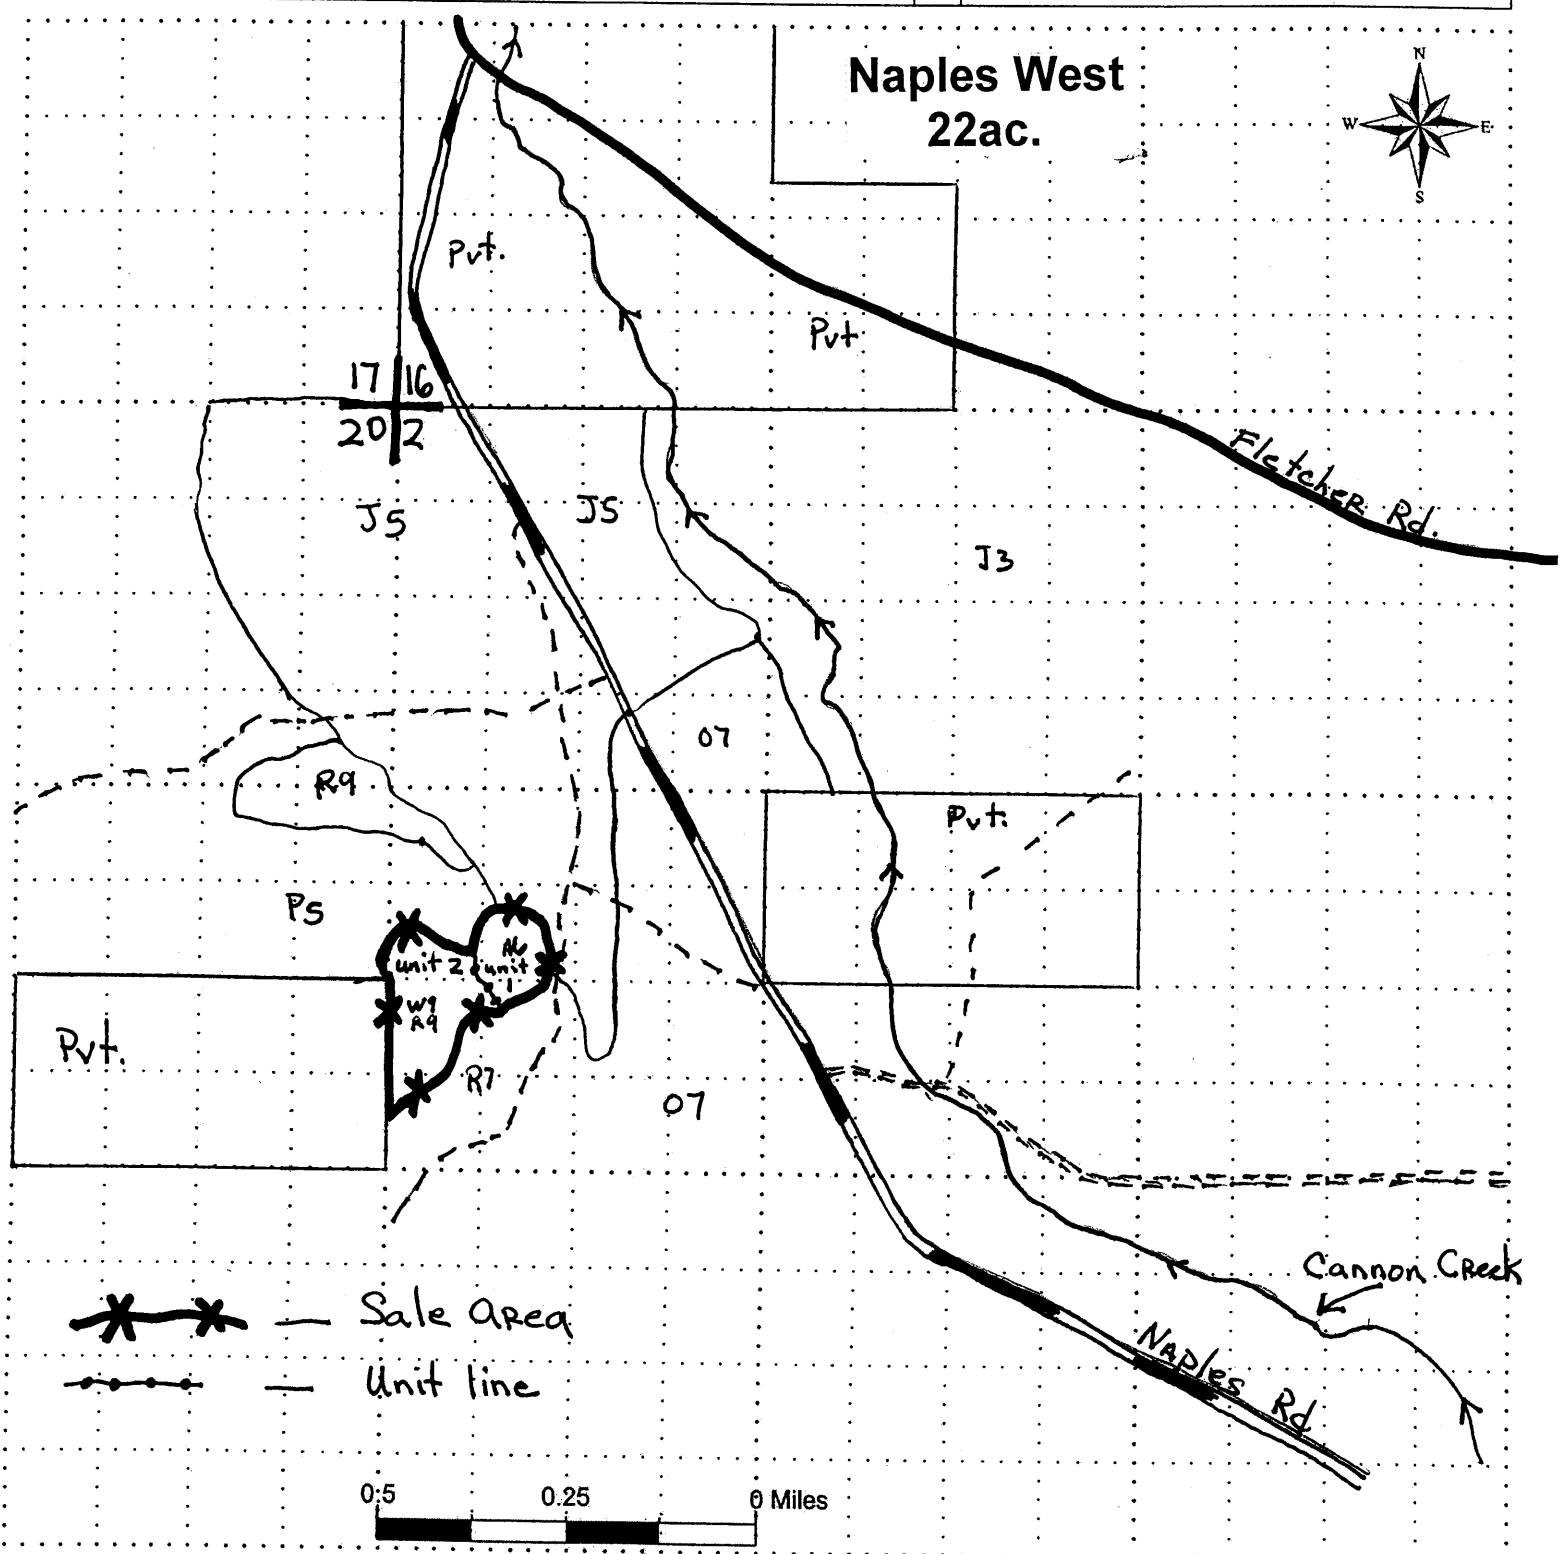 Naples West
22ac.
N
W E
S
Pvt.
Pvt
17 16
20 2
Fletcher Rd.
J5
J5
J3
07
R9
Pvt.
P5
A6
unit 2 unit
1
W9
R9
Pvt.
R7
07
Cannon Creek
— Sale Area
Naples Rd
— Unit line
0.5 0.25 0 Miles